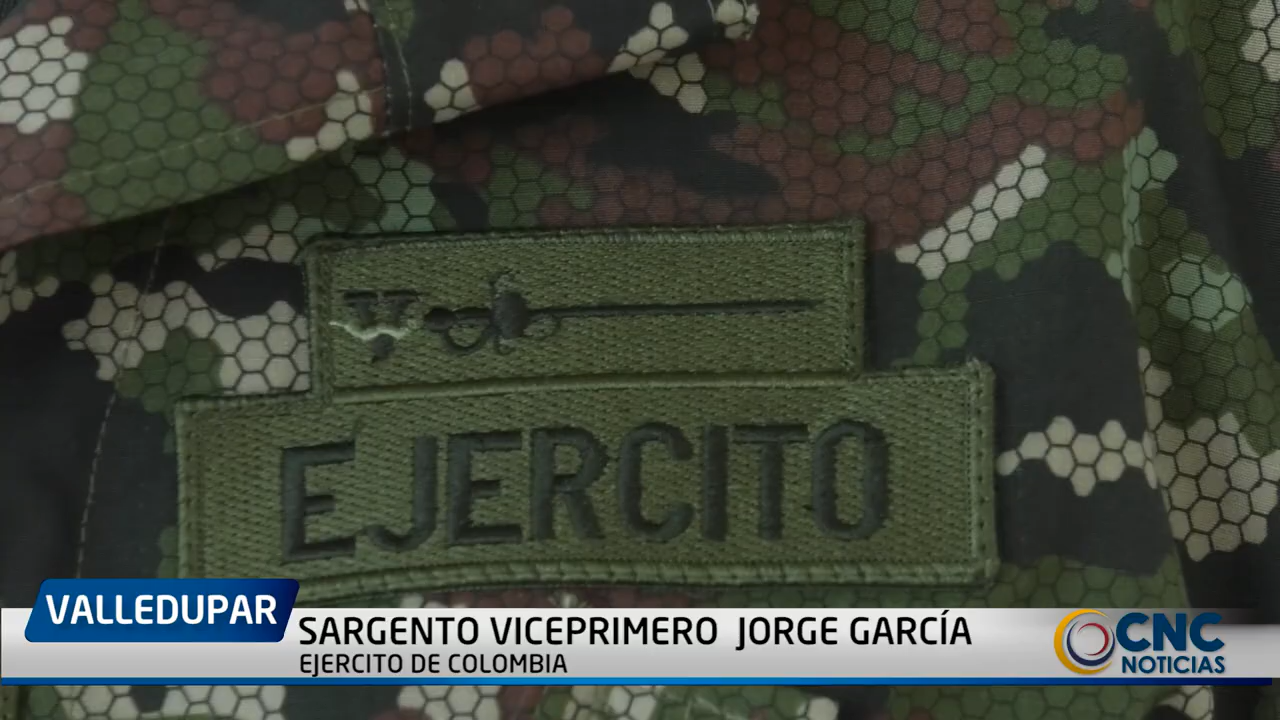 EJERCITO
VALLEDUPAR
SARGENTO VICEPRIMERO JORGE GARCÍA
EJERCITO DE COLOMBIA
CNC
NOTICIAS